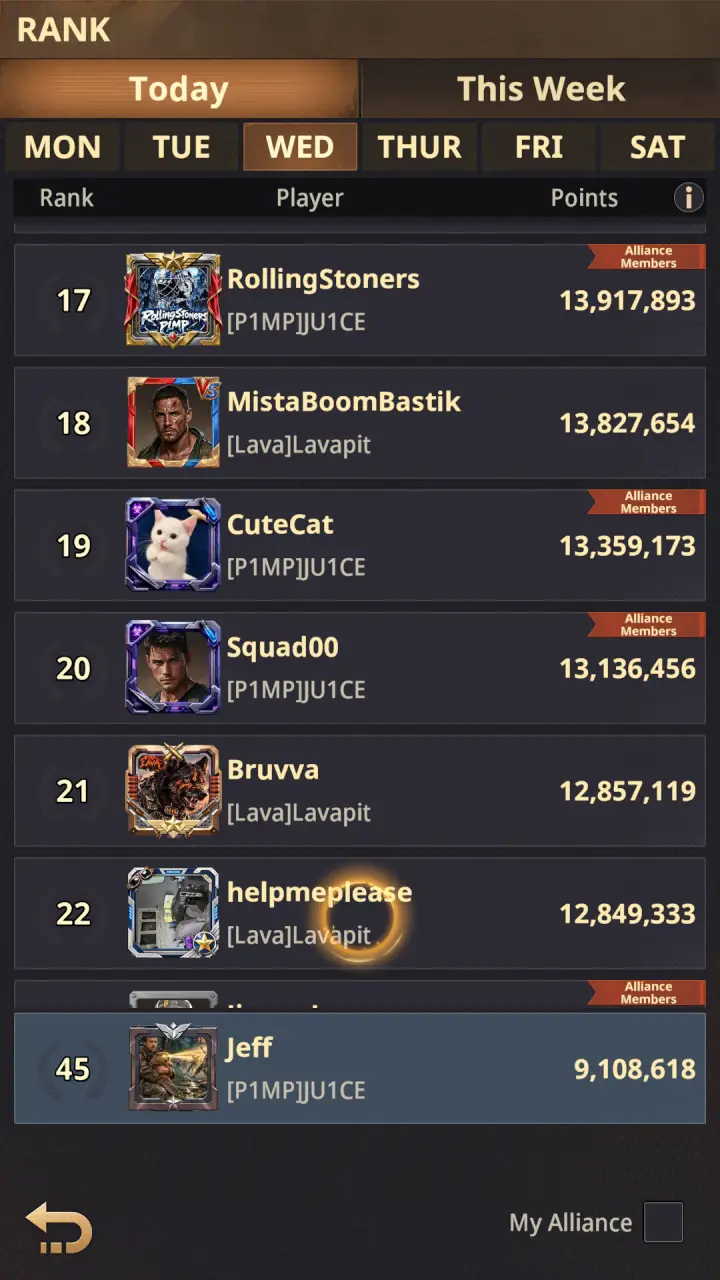 RANK
Today
This Week
MON
TUE
WED
THUR
FRI
SAT
Rank
Player
Points
Alliance
Members
17
RollingStoners
[P1MP]JU1CE
13,917,893
18
MistaBoomBastik
[Lava]Lavapit
13,827,654
Alliance
Members
19
CuteCat
[P1MP]JU1CE
13,359,173
Alliance
Members
20
Squad00
[P1MP]JU1CE
13,136,456
21
Bruvva
[Lava]Lavapit
12,857,119
22
helpmeplease
[Lava]Lavapit
12,849,333
Alliance
Members
45
Jeff
[P1MP]JU1CE
9,108,618
My Alliance